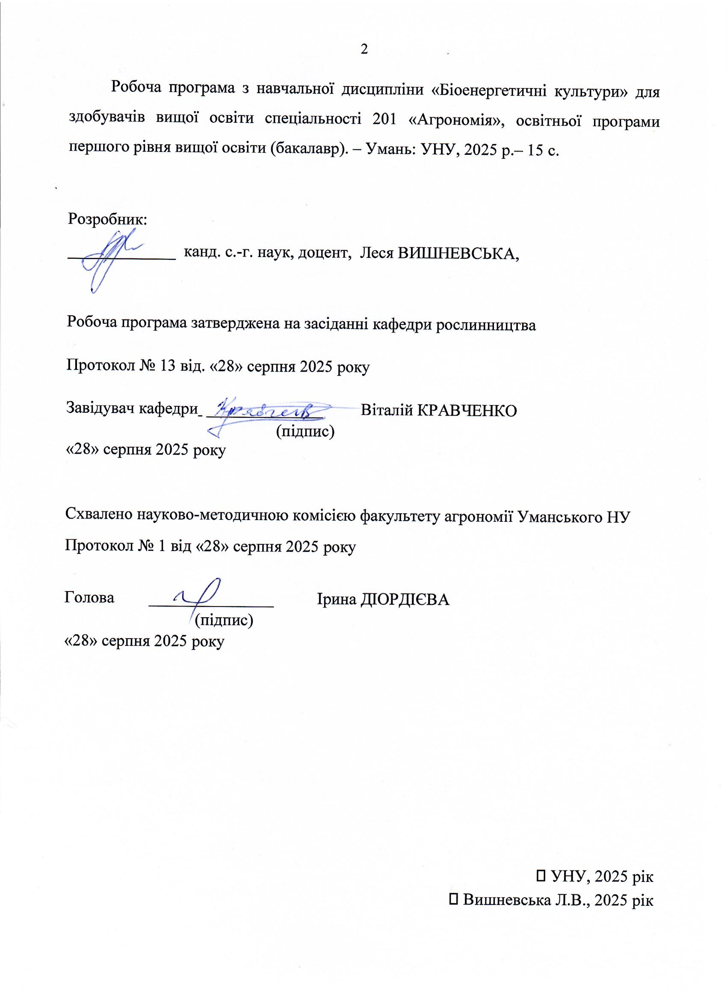 2
Робоча програма з навчальної дисципліни «Біоенергетичні культури» для
здобувачів вищої освіти спеціальності 201 «Агрономія», освітньої програми
першого рівня вищої освіти (бакалавр). – Умань: УНУ, 2025 р.– 15 с.
Розробник:
канд. с.-г. наук, доцент, Леся ВИШНЕВСЬКА,
Робоча програма затверджена на засіданні кафедри рослинництва
Протокол № 13 від. «28» серпня 2025 року
Завідувач кафедри Віталій КРАВЧЕНКО
(підпис)
«28» серпня 2025 року
Схвалено науково-методичною комісією факультету агрономії Уманського НУ
Протокол № 1 від «28» серпня 2025 року
Голова Ірина ДІОРДІЄВА
(підпис)
«28» серпня 2025 року
УНУ, 2025 рік
Вишневська Л.В., 2025 рік